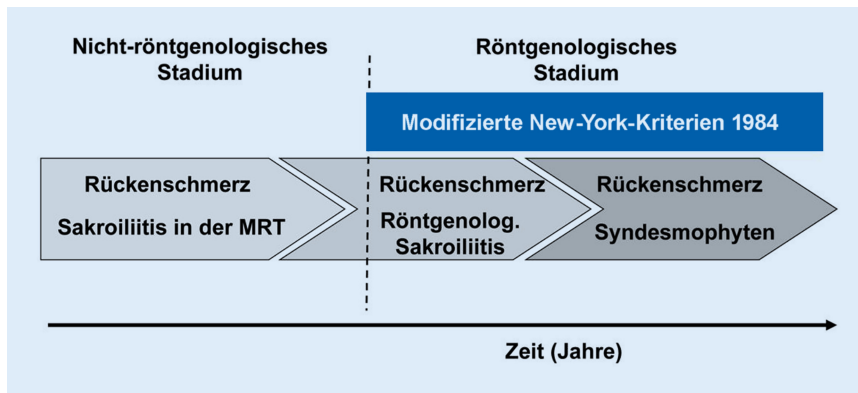 Nicht-röntgenologisches
Stadium
Röntgenologisches
Stadium
Modifizierte New-York-Kriterien 1984
Rückenschmerz
Sakroiliitis in der MRT
Rückenschmerz
Röntgenolog.
Sakroiliitis
Rückenschmerz
Syndesmophyten
Zeit (Jahre)